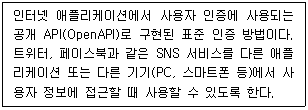 인터넷 애플리케이션에서 사용자 인증에 사용되는
공개 API(OpenAPI)로 구현된 표준 인증 방법이다.
트위터, 페이스북과 같은 SNS 서비스를 다른 애플
리케이션 또는 다른 기기(PC, 스마트폰 등)에서 사
용자 정보에 접근할 때 사용할 수 있도록 한다.